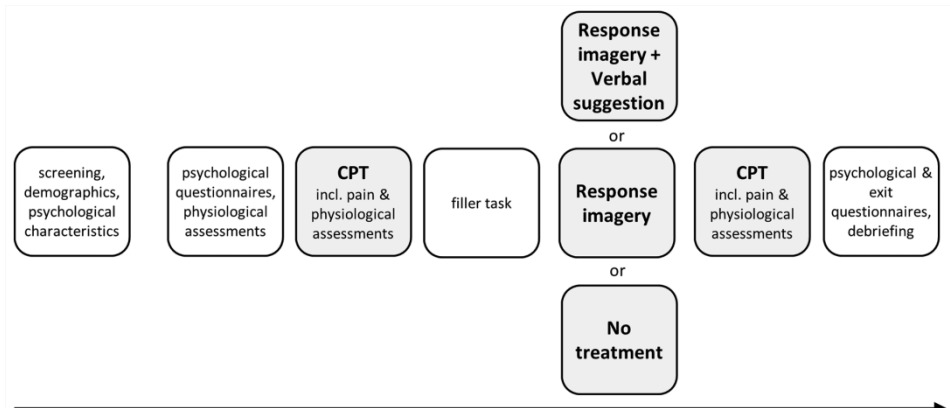 Response
imagery +
Verbal
suggestion
or
screening,
demographics,
psychological
characteristics
psychological
questionnaires,
physiological
assessments
CPT
incl. pain &
physiological
assessments
filler task
Response
imagery
CPT
incl. pain &
physiological
assessments
psychological &
exit
questionnaires,
debriefing
or
No
treatment